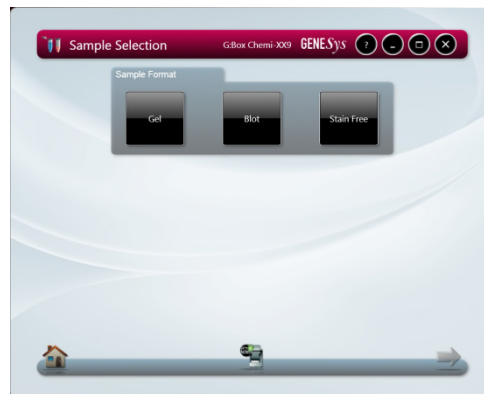 Sample Selection G:Box Chemi-XX9 GENESys ?
Sample Format
Gel Blot Stain Free